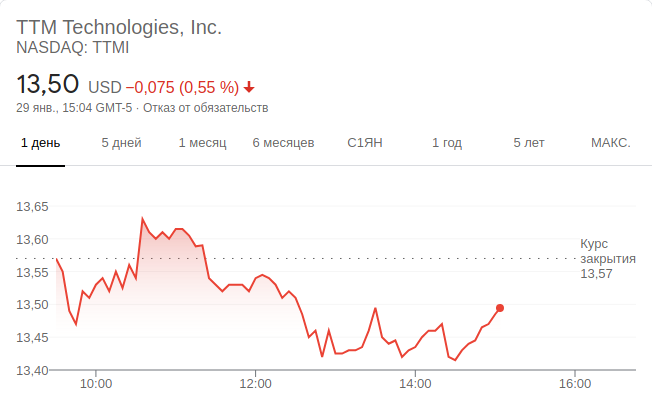 TTM Technologies, Inc.
NASDAQ: TTMI
13,50 USD −0,075 (0,55 %)
29 янв., 15:04 GMT-5 · Отказ от обязательств
1 день 5 дней 1 месяц 6 месяцев С1ЯН 1 год 5 лет МАКС.
13,65
13,60
13,55
13,50
13,45
13,40
Курс
закрытия
13,57
10:00 12:00 14:00 16:00